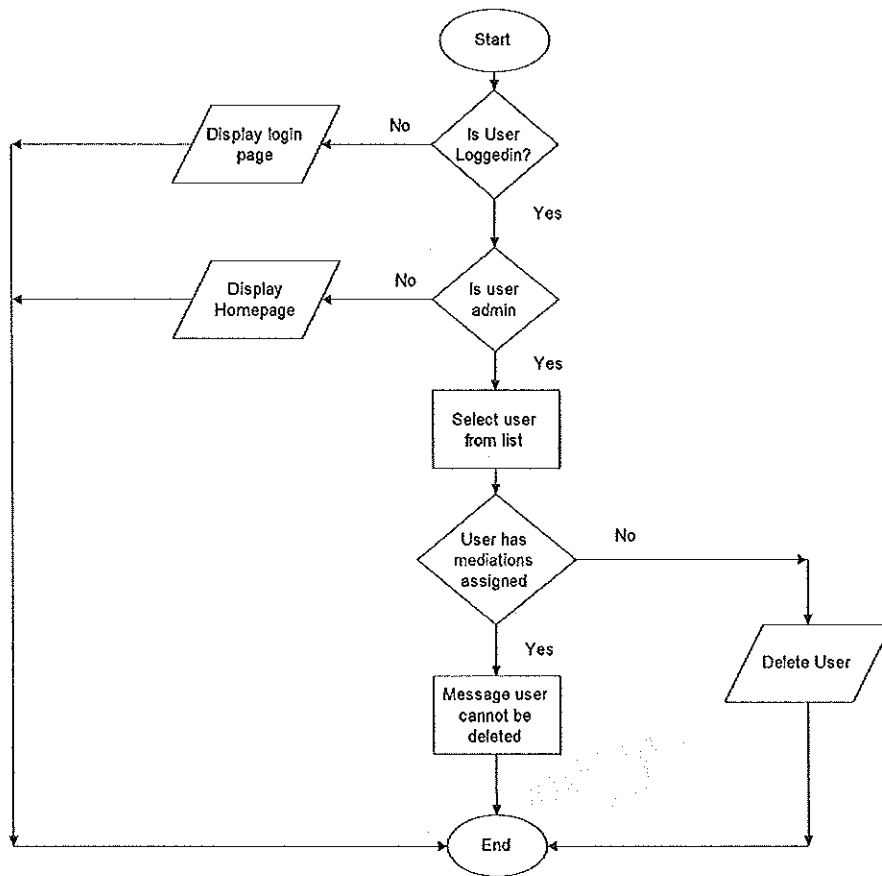 Start
No
Display login
page
Is User
Loggedin?
Yes
No
Display
Homepage
Is user
admin
Yes
Select user
from list
User has
mediations
assigned
No
Yes
Delete User
Message user
cannot be
deleted
End